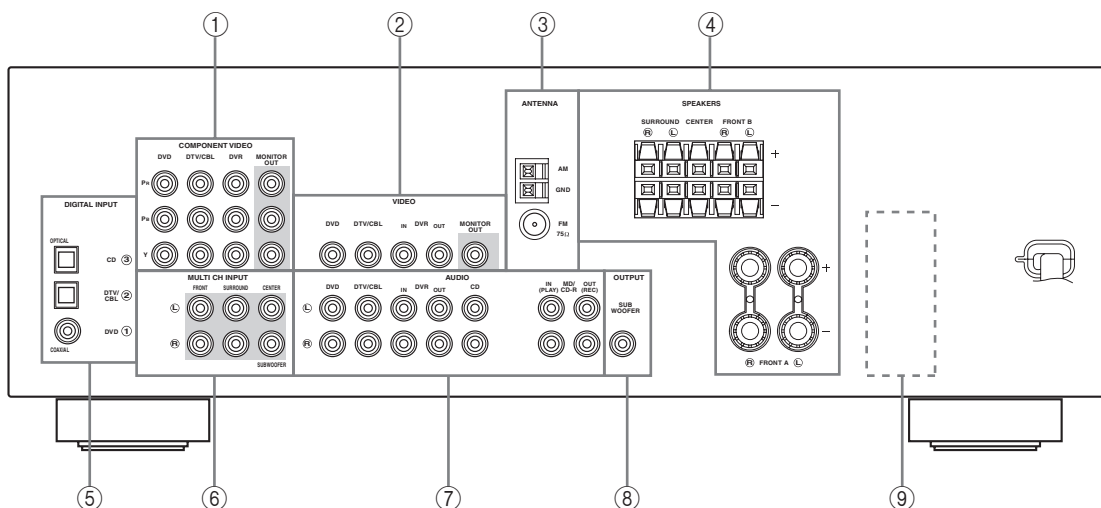 ① ② ③ ④
ANTENNA
AM
GND
FM
75Ω
SPEAKERS
SURROUND CENTER FRONT B
R L R L
+
–
+
–
R FRONT A L
COMPONENT VIDEO
DVD DTV/CBL DVR MONITOR OUT
PR
PB
Y
VIDEO
DVD DTV/CBL IN DVR OUT MONITOR OUT
DIGITAL INPUT
OPTICAL
CD ③
DTV/CBL ②
DVD ①
COAXIAL
MULTI CH INPUT
FRONT SURROUND CENTER
L
R
SUBWOOFER
AUDIO
DVD DTV/CBL IN DVR OUT CD IN (PLAY) MD/CD-R OUT (REC)
L
R
OUTPUT
SUB
WOOFER
⑤ ⑥ ⑦ ⑧ ⑨